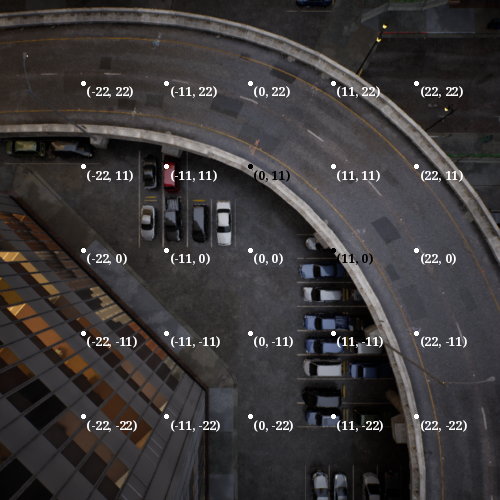 (-22, 22) (-11, 22) (0, 22) (11, 22) (22, 22)
(-22, 11) (-11, 11) (0, 11) (11, 11) (22, 11)
(-22, 0) (-11, 0) (0, 0) (11, 0) (22, 0)
(-22, -11) (-11, -11) (0, -11) (11, -11) (22, -11)
(-22, -22) (-11, -22) (0, -22) (11, -22) (22, -22)